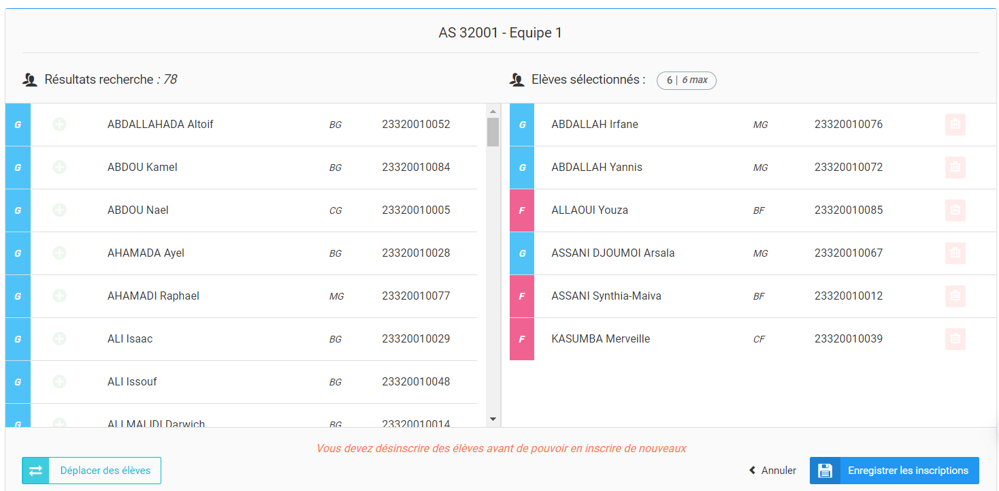 AS 32001 - Equipe 1
Résultats recherche : 78
G ABDALLAHADA Altoif BG 23320010052
G ABDOU Kamel BG 23320010084
G ABDOU Nael CG 23320010005
G AHAMADA Ayel BG 23320010028
G AHAMADI Raphael MG 23320010077
G ALI Isaac BG 23320010029
G ALI Issouf BG 23320010048
G ALI MALIDI Darwich BG 23320010014
Elèves sélectionnés : 6 | 6 max
G ABDALLAH Irfane MG 23320010076
G ABDALLAH Yannis MG 23320010072
F ALLAOUI Youza BF 23320010085
G ASSANI DJOUMOI Arsala MG 23320010067
F ASSANI Synthia-Maiva BF 23320010012
F KASUMBA Merveille CF 23320010039
Vous devez désinscrire des élèves avant de pouvoir en inscrire de nouveaux
Déplacer des élèves
Annuler
Enregistrer les inscriptions